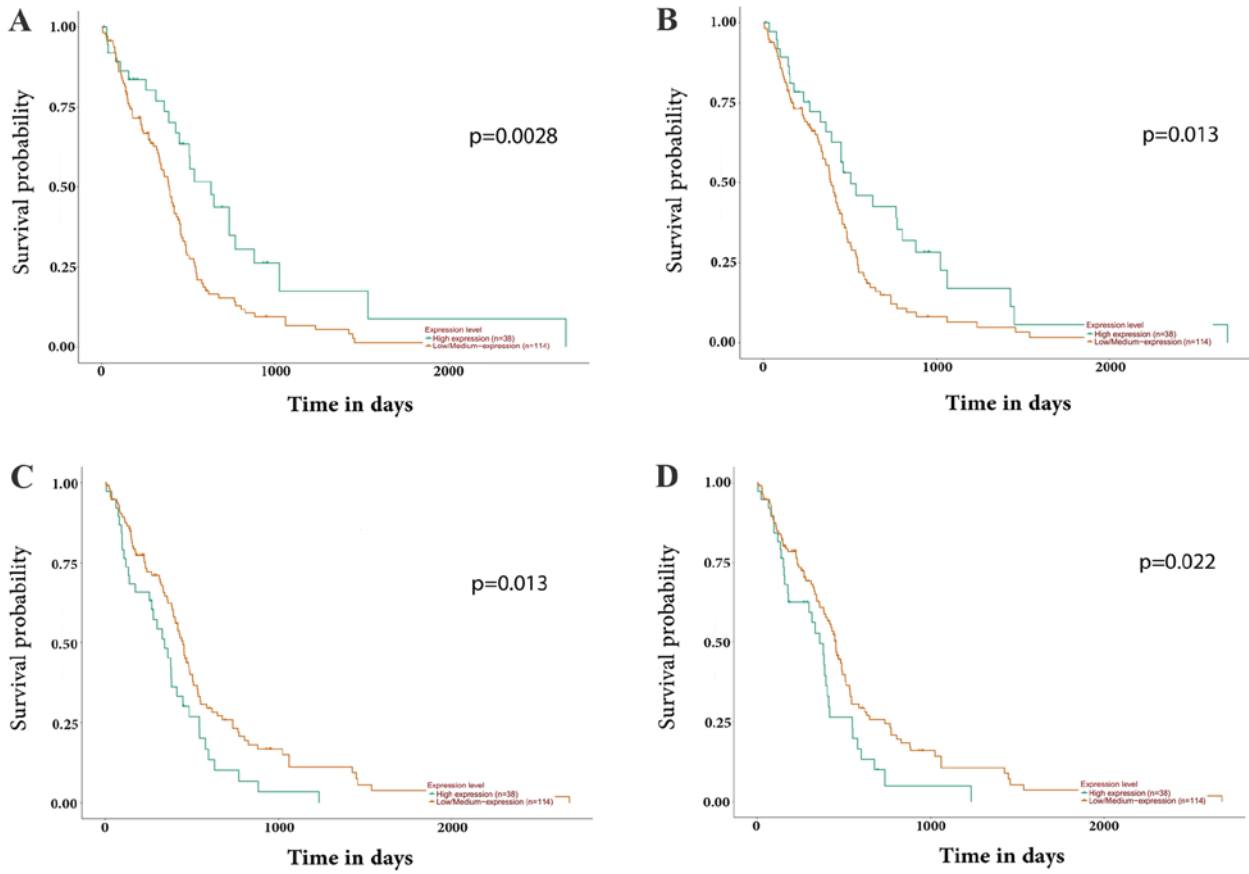 A
Survival probability
1.00
0.75
0.50
0.25
0.00
p=0.0028
Expression level
High expression (n=38)
Low/Medium-expression (n=114)
0
1000
2000
Time in days
B
Survival probability
1.00
0.75
0.50
0.25
0.00
p=0.013
Expression level
High expression (n=38)
Low/Medium-expression (n=114)
0
1000
2000
Time in days
C
Survival probability
1.00
0.75
0.50
0.25
0.00
p=0.013
Expression level
High expression (n=38)
Low/Medium-expression (n=114)
0
1000
2000
Time in days
D
Survival probability
1.00
0.75
0.50
0.25
0.00
p=0.022
Expression level
High expression (n=38)
Low/Medium-expression (n=114)
0
1000
2000
Time in days